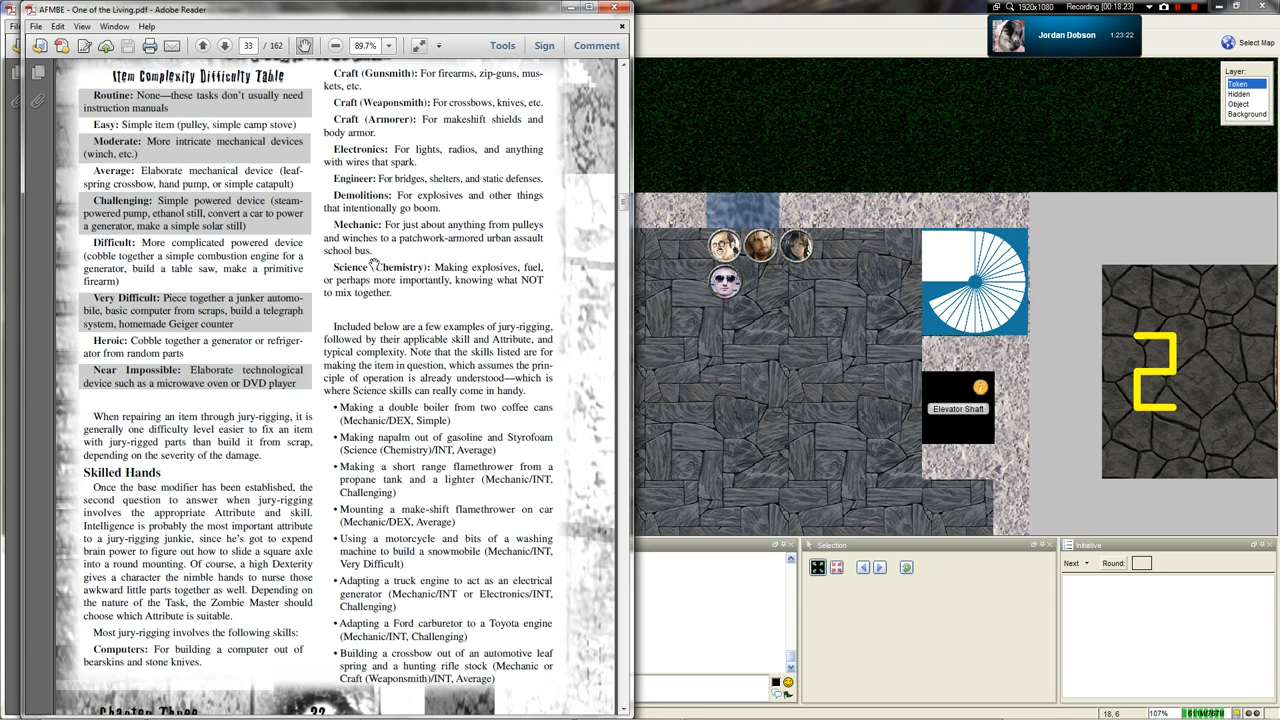 AFMBE - One of the Living.pdf - Adobe Reader
1920x1080
Recording [00:18:23]
Jordan Dobson
1:23:22
Select Map
File Edit View Window Help
33 / 162
89.7%
Tools Sign Comment
Layer:
Token
Hidden
Object
Background
Item Complexity Difficulty Table
Routine: None—these tasks don't usually need
instruction manuals
Easy: Simple item (pulley, simple camp stove)
Moderate: More intricate mechanical devices
(winch, etc.)
Average: Elaborate mechanical device (leaf-
spring crossbow, hand pump, or simple catapult)
Challenging: Simple powered device (steam-
powered pump, ethanol still, convert a car to power
a generator, make a simple solar still)
Difficult: More complicated powered device
(cobble together a simple combustion engine for a
generator, build a table saw, make a primitive
firearm)
Very Difficult: Piece together a junker automo-
bile, basic computer from scraps, build a telegraph
system, homemade Geiger counter
Heroic: Cobble together a generator or refriger-
ator from random parts
Near Impossible: Elaborate technological
device such as a microwave oven or DVD player
When repairing an item through jury-rigging, it is
generally one difficulty level easier to fix an item
with jury-rigged parts than build it from scrap,
depending on the severity of the damage.
Skilled Hands
Once the base modifier has been established, the
second question to answer when jury-rigging
involves the appropriate Attribute and skill.
Intelligence is probably the most important attribute
to a jury-rigging junkie, since he's got to expend
brain power to figure out how to slide a square axle
into a round mounting. Of course, a high Dexterity
gives a character the nimble hands to nurse those
awkward little parts together as well. Depending on
the nature of the Task, the Zombie Master should
choose which Attribute is suitable.
Most jury-rigging involves the following skills:
Computers: For building a computer out of
bearskins and stone knives.
Craft (Gunsmith): For firearms, zip-guns, mus-
kets, etc.
Craft (Weaponsmith): For crossbows, knives, etc.
Craft (Armorer): For makeshift shields and
body armor.
Electronics: For lights, radios, and anything
with wires that spark.
Engineer: For bridges, shelters, and static defenses.
Demolitions: For explosives and other things
that intentionally go boom.
Mechanic: For just about anything from pulleys
and winches to a patchwork-armored urban assault
school bus.
Science (Chemistry): Making explosives, fuel,
or perhaps more importantly, knowing what NOT
to mix together.
Included below are a few examples of jury-rigging,
followed by their applicable skill and Attribute, and
typical complexity. Note that the skills listed are for
making the item in question, which assumes the prin-
ciple of operation is already understood—which is
where Science skills can really come in handy.
• Making a double boiler from two coffee cans
(Mechanic/DEX, Simple)
• Making napalm out of gasoline and Styrofoam
(Science (Chemistry)/INT, Average)
• Making a short range flamethrower from a
propane tank and a lighter (Mechanic/INT,
Challenging)
• Mounting a make-shift flamethrower on car
(Mechanic/DEX, Average)
• Using a motorcycle and bits of a washing
machine to build a snowmobile (Mechanic/INT,
Very Difficult)
• Adapting a truck engine to act as an electrical
generator (Mechanic/INT or Electronics/INT,
Challenging)
• Adapting a Ford carburetor to a Toyota engine
(Mechanic/INT, Challenging)
• Building a crossbow out of an automotive leaf
spring and a hunting rifle stock (Mechanic or
Craft (Weaponsmith)/INT, Average)
Chapter Three
Elevator Shaft
2
Selection
Initiative
Next
Round:
18, 6
107%